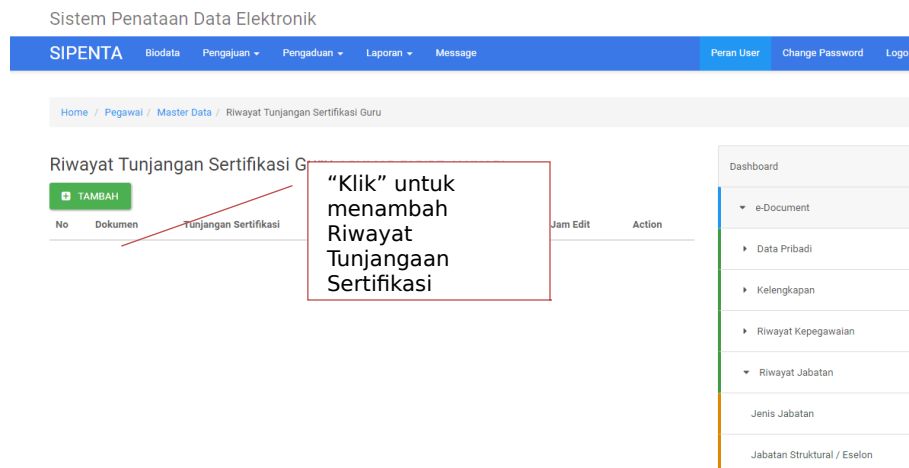 Sistem Penataan Data Elektronik
SIPENTA Biodata Pengajuan Pengaduan Laporan Message Peran User Change Password Logo
Home / Pegawai / Master Data / Riwayat Tunjangan Sertifikasi Guru
Riwayat Tunjangan Sertifikasi G
TAMBAH
No Dokumen Tunjangan Sertifikasi Jam Edit Action
“Klik” untuk
menambah
Riwayat
Tunjangaan
Sertifikasi
Dashboard
e-Document
Data Pribadi
Kelengkapan
Riwayat Kepegawaian
Riwayat Jabatan
Jenis Jabatan
Jabatan Struktural / Eselon